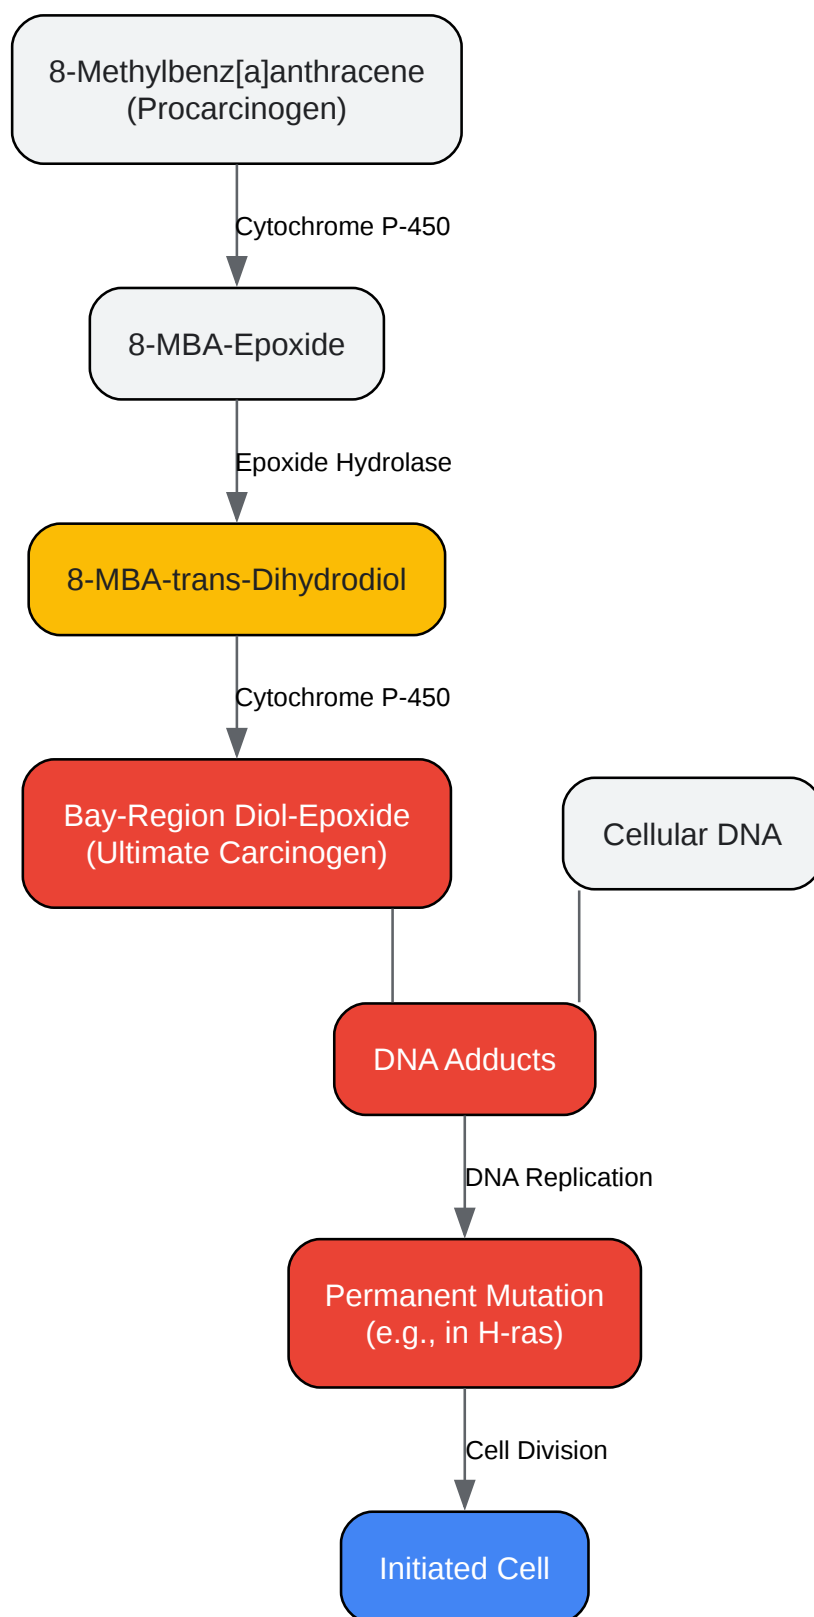 8-Methylbenz[a]anthracene
(Procarcinogen)
Cytochrome P-450
8-MBA-Epoxide
Epoxide Hydrolase
8-MBA-trans-Dihydrodiol
Cytochrome P-450
Bay-Region Diol-Epoxide
(Ultimate Carcinogen)
Cellular DNA
DNA Adducts
DNA Replication
Permanent Mutation
(e.g., in H-ras)
Cell Division
Initiated Cell